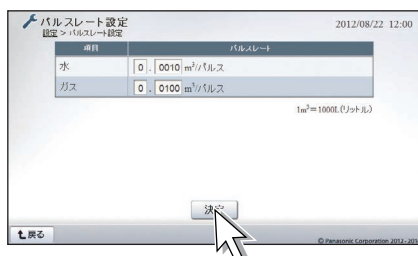 パルスレート設定
2012/08/22 12:00
設定 > パルスレート設定
項目 パルスレート
水 0 . 0010 m³/パルス
ガス 0 . 0100 m³/パルス
1m³=1000L(リットル)
決定
戻る
© Panasonic Corporation 2012-201